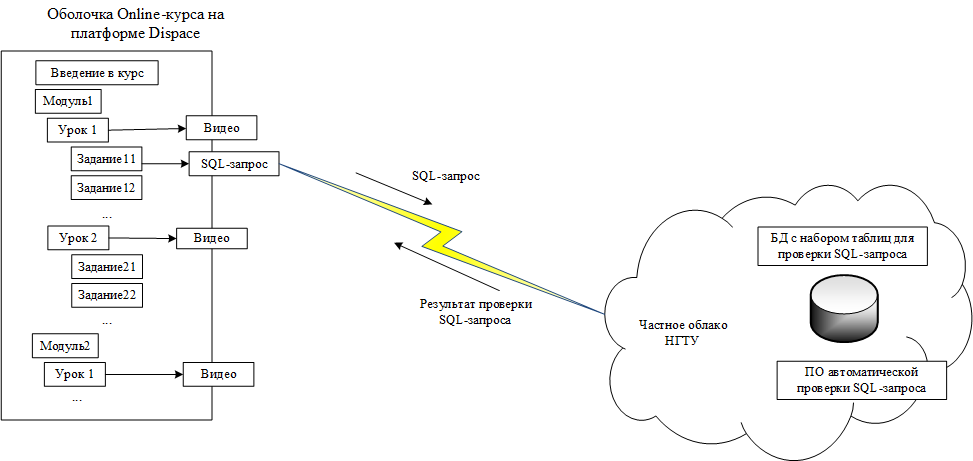 Оболочка Online-курса на
платформе Dispace
Введение в курс
Модуль1
Урок 1
Видео
Задание11
SQL-запрос
Задание12
...
Урок 2
Видео
Задание21
Задание22
...
Модуль2
Урок 1
Видео
...
SQL-запрос
Результат проверки
SQL-запроса
Частное облако
НГТУ
БД с набором таблиц для
проверки SQL-запроса
ПО автоматической
проверки SQL-запроса